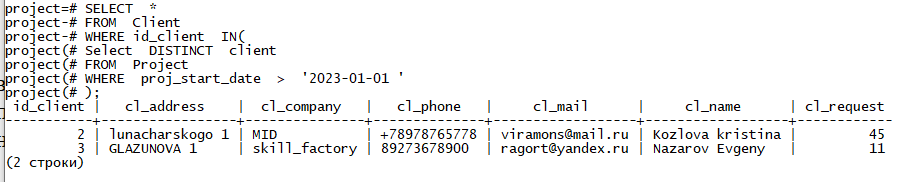 project=# SELECT  *
project-# FROM  Client
project-# WHERE id_client  IN(
project(# Select  DISTINCT client
project(# FROM  Project
project(# WHERE  proj_start_date  >  '2023-01-01 '
project(# );
 id_client |   cl_address    |  cl_company   |  cl_phone    |     cl_mail      |     cl_name      | cl_request
-----------+-----------------+---------------+--------------+------------------+------------------+------------
         2 | lunacharskogo 1 | MID           | +78978765778 | viramons@mail.ru | Kozlova kristina |         45
         3 | GLAZUNOVA 1     | skill_factory | 89273678900  | ragort@yandex.ru | Nazarov Evgeny   |         11
(2 строки)